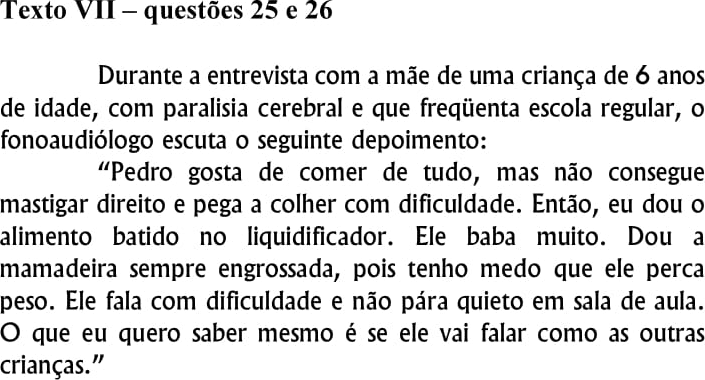 Texto VII – questões 25 e 26
Durante a entrevista com a mãe de uma criança de 6 anos
de idade, com paralisia cerebral e que freqüenta escola regular, o
fonoaudiólogo escuta o seguinte depoimento:
“Pedro gosta de comer de tudo, mas não consegue
mastigar direito e pega a colher com dificuldade. Então, eu dou o
alimento batido no liquidificador. Ele baba muito. Dou a
mamadeira sempre engrossada, pois tenho medo que ele perca
peso. Ele fala com dificuldade e não pára quieto em sala de aula.
O que eu quero saber mesmo é se ele vai falar como as outras
crianças.”